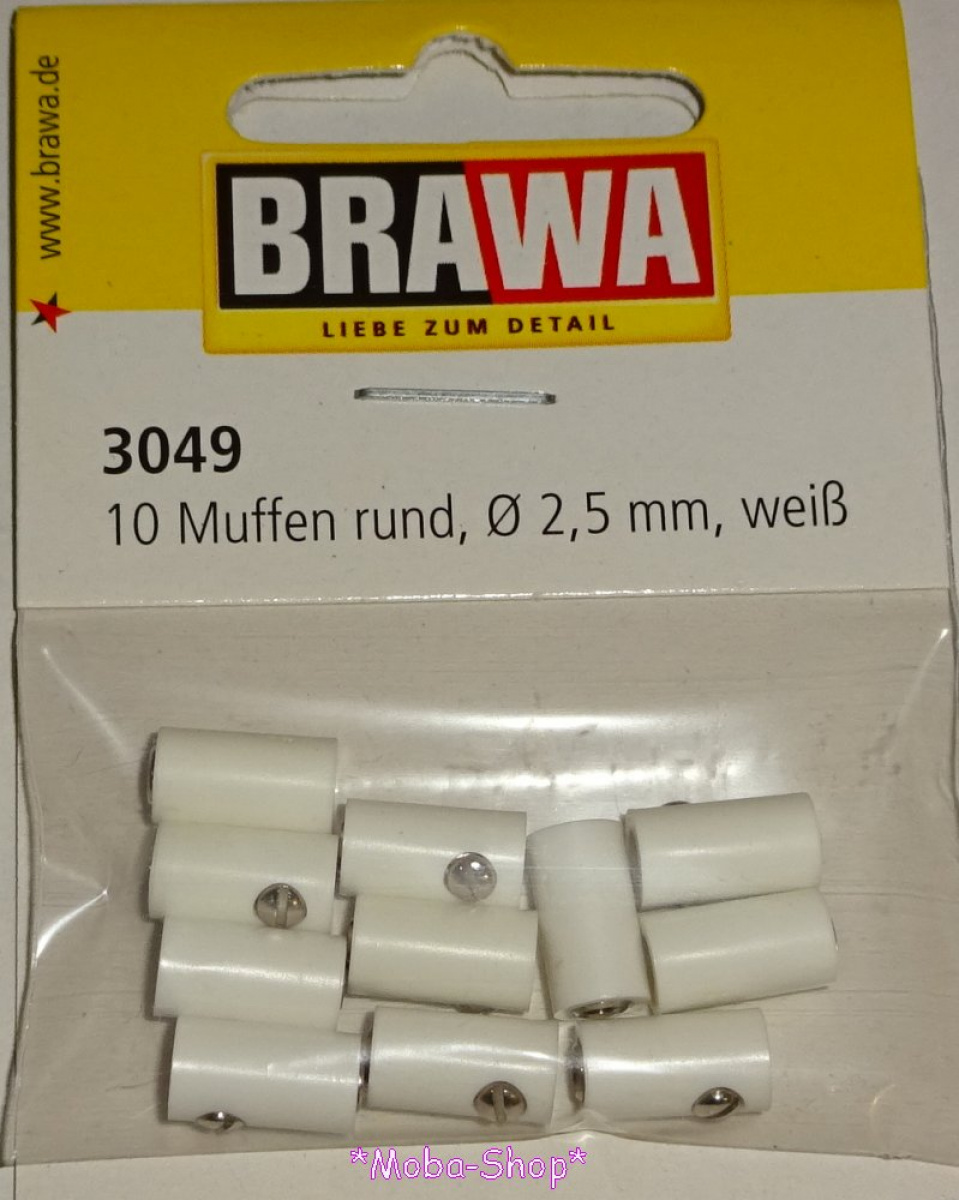 www.brawa.de
BRAWA
LIEBE ZUM DETAIL
3049
10 Muffen rund, Ø 2,5 mm, weiß
*Moba-Shop*